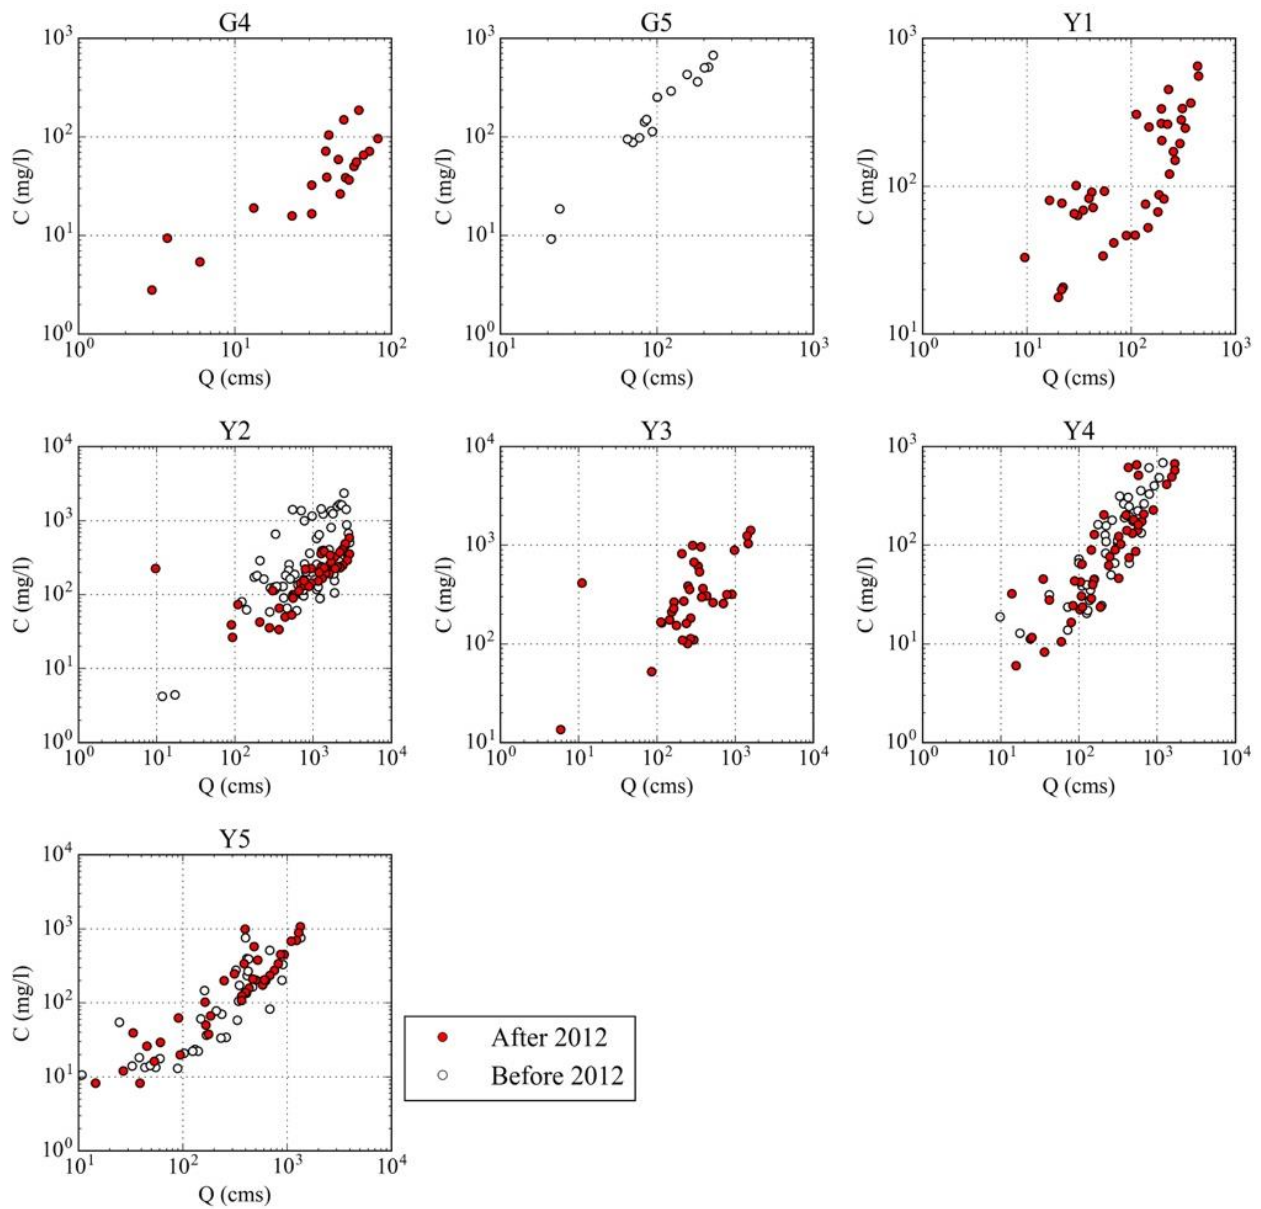 G4
10³
10²
10¹
10⁰
C (mg/l)
10⁰ 10¹ 10²
Q (cms)
G5
10³
10²
10¹
10⁰
C (mg/l)
10¹ 10² 10³
Q (cms)
Y1
10³
10²
10¹
C (mg/l)
10⁰ 10¹ 10² 10³
Q (cms)
Y2
10⁴
10³
10²
10¹
10⁰
C (mg/l)
10⁰ 10¹ 10² 10³ 10⁴
Q (cms)
Y3
10⁴
10³
10²
10¹
C (mg/l)
10⁰ 10¹ 10² 10³ 10⁴
Q (cms)
Y4
10³
10²
10¹
10⁰
C (mg/l)
10⁰ 10¹ 10² 10³ 10⁴
Q (cms)
Y5
10⁴
10³
10²
10¹
10⁰
C (mg/l)
10¹ 10² 10³ 10⁴
Q (cms)
After 2012
Before 2012